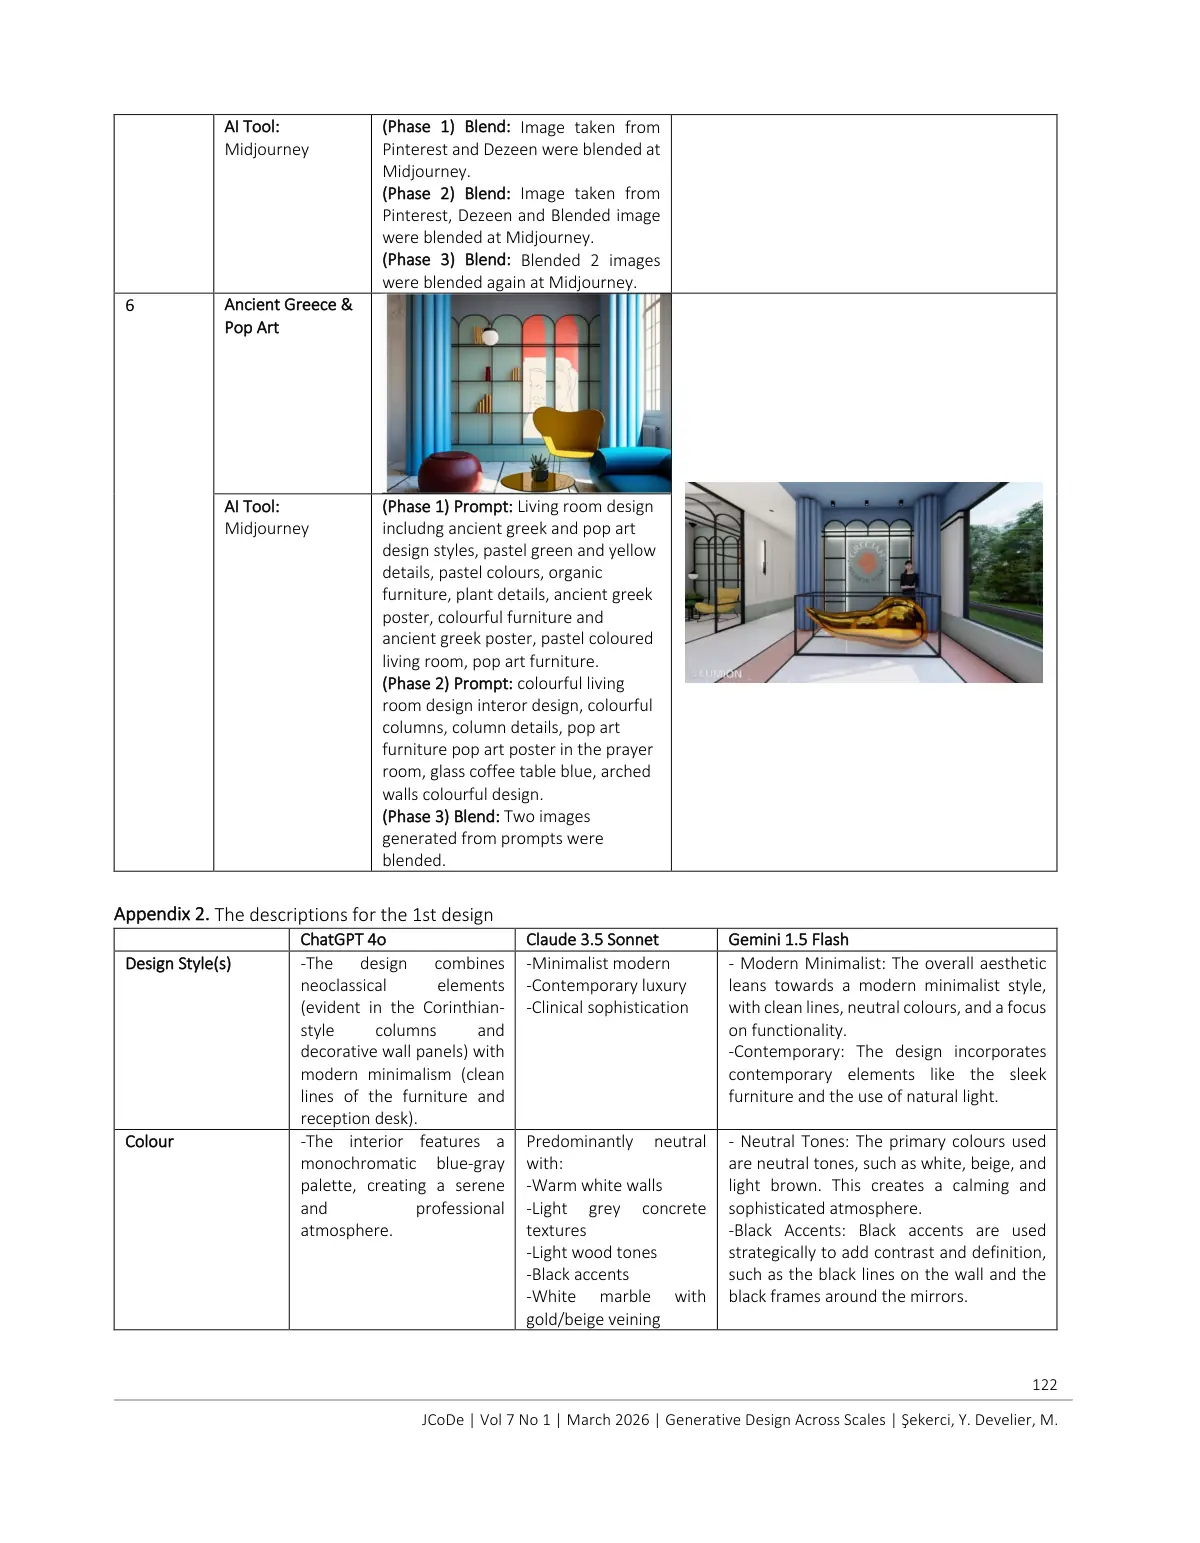 AI Tool:
Midjourney
(Phase 1) Blend: Image taken from
Pinterest and Dezeen were blended at
Midjourney.
(Phase 2) Blend: Image taken from
Pinterest, Dezeen and Blended image
were blended at Midjourney.
(Phase 3) Blend: Blended 2 images
were blended again at Midjourney.
6
Ancient Greece &
Pop Art
AI Tool:
Midjourney
(Phase 1) Prompt: Living room design
includng ancient greek and pop art
design styles, pastel green and yellow
details, pastel colours, organic
furniture, plant details, ancient greek
poster, colourful furniture and
ancient greek poster, pastel coloured
living room, pop art furniture.
(Phase 2) Prompt: colourful living
room design interor design, colourful
columns, column details, pop art
furniture pop art poster in the prayer
room, glass coffee table blue, arched
walls colourful design.
(Phase 3) Blend: Two images
generated from prompts were
blended.
LUMION
Appendix 2. The descriptions for the 1st design
ChatGPT 4o
Claude 3.5 Sonnet
Gemini 1.5 Flash
Design Style(s)
-The design combines
neoclassical elements
(evident in the Corinthian-
style columns and
decorative wall panels) with
modern minimalism (clean
lines of the furniture and
reception desk).
-Minimalist modern
-Contemporary luxury
-Clinical sophistication
- Modern Minimalist: The overall aesthetic
leans towards a modern minimalist style,
with clean lines, neutral colours, and a focus
on functionality.
-Contemporary: The design incorporates
contemporary elements like the sleek
furniture and the use of natural light.
Colour
-The interior features a
monochromatic blue-gray
palette, creating a serene
and professional
atmosphere.
Predominantly neutral
with:
-Warm white walls
-Light grey concrete
textures
-Light wood tones
-Black accents
-White marble with
gold/beige veining
- Neutral Tones: The primary colours used
are neutral tones, such as white, beige, and
light brown. This creates a calming and
sophisticated atmosphere.
-Black Accents: Black accents are used
strategically to add contrast and definition,
such as the black lines on the wall and the
black frames around the mirrors.
122
JCoDe | Vol 7 No 1 | March 2026 | Generative Design Across Scales | Şekerci, Y. Develier, M.